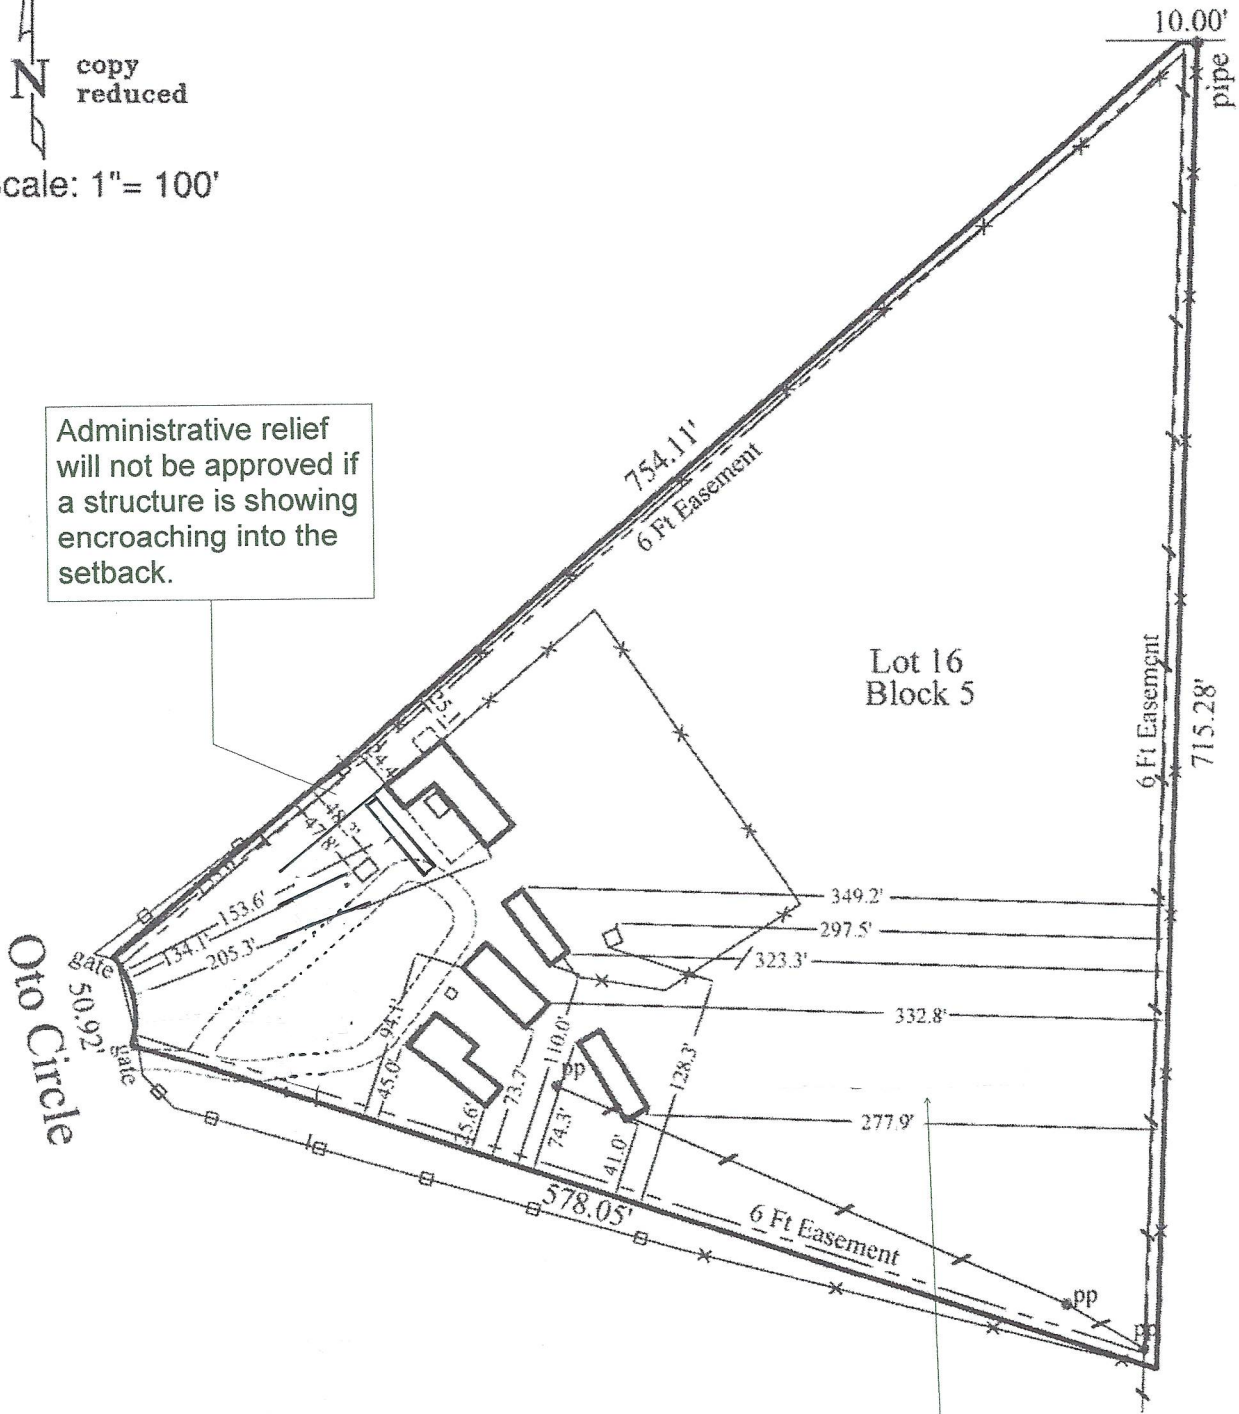 10.00'
pipe
N
copy
reduced
cale: 1"= 100'
Administrative relief
will not be approved if
a structure is showing
encroaching into the
setback.
754.11'
6 Ft Easement
Lot 16
Block 5
6 Ft Easement
715.28'
25.
47.8'
153.6'
134.1'
205.3'
349.2'
297.5'
323.3'
332.8'
gate
50.92'
gate
Oto Circle
94.1'
45.0'
73.7'
110.0'
pp
74.3'
41.0'
128.3'
277.9'
578.05'
6 Ft Easement
pp
pp